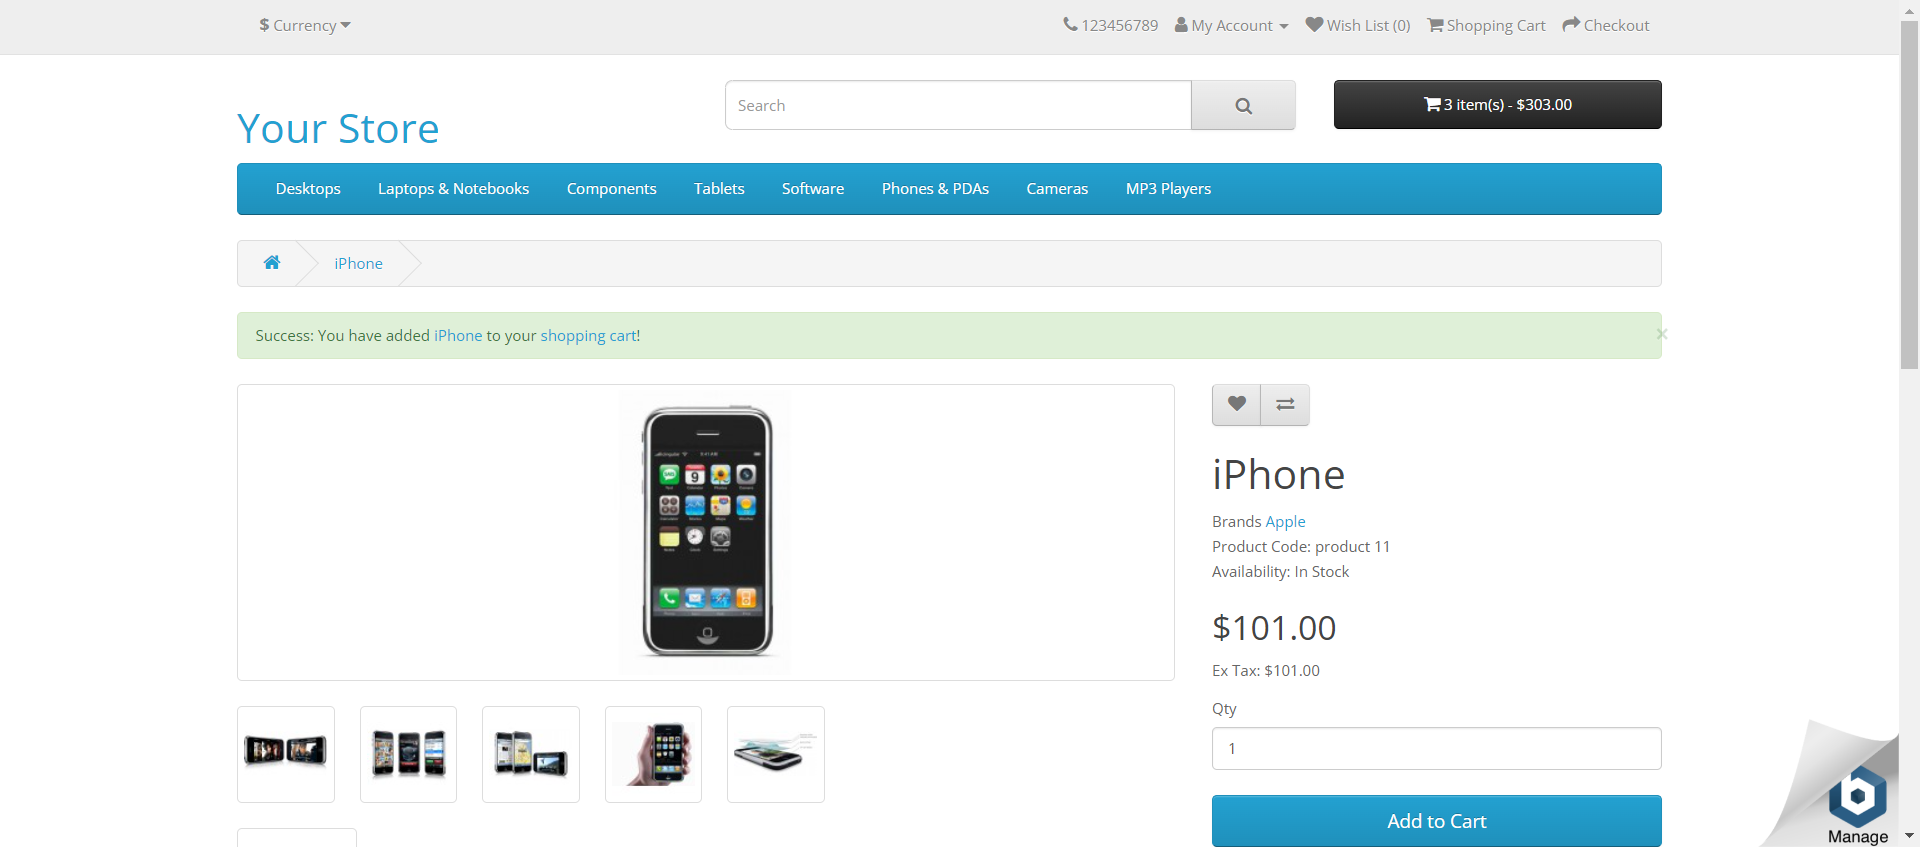 $ Currency
123456789 My Account Wish List (0) Shopping Cart Checkout
Your Store
Search
3 item(s) - $303.00
Desktops Laptops & Notebooks Components Tablets Software Phones & PDAs Cameras MP3 Players
iPhone
Success: You have added iPhone to your shopping cart!
×
iPhone
Brands Apple
Product Code: product 11
Availability: In Stock
$101.00
Ex Tax: $101.00
Qty
1
Add to Cart
Manage